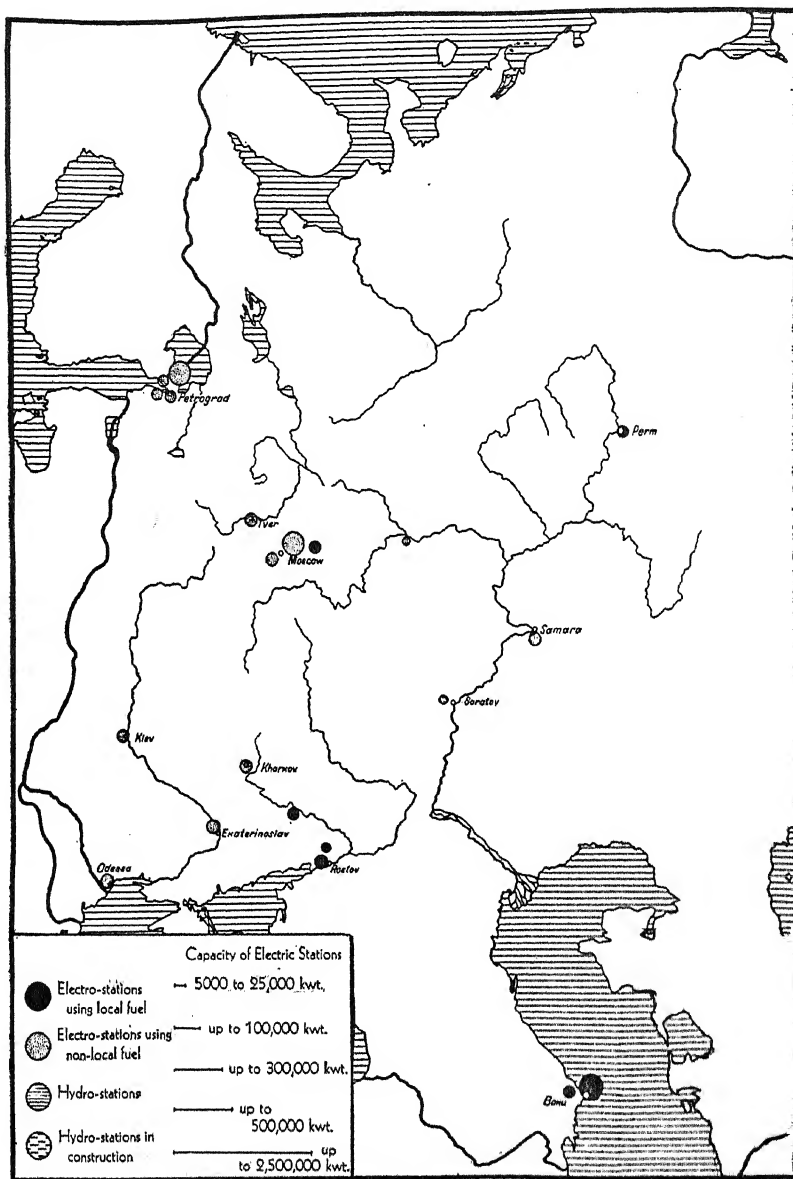 Petrograd
Perm
Tver
Moscow
Samara
Saratov
Kiev
Kharkov
Ekaterinoslav
Odessa
Rostov
Baku
Capacity of Electric Stations
Electro-stations
using local fuel
5000 to 25,000 kwt.
Electro-stations using
non-local fuel
up to 100,000 kwt.
up to 300,000 kwt.
Hydro-stations
up to
500,000 kwt.
Hydro-stations in
construction
up
to 2,500,000 kwt.